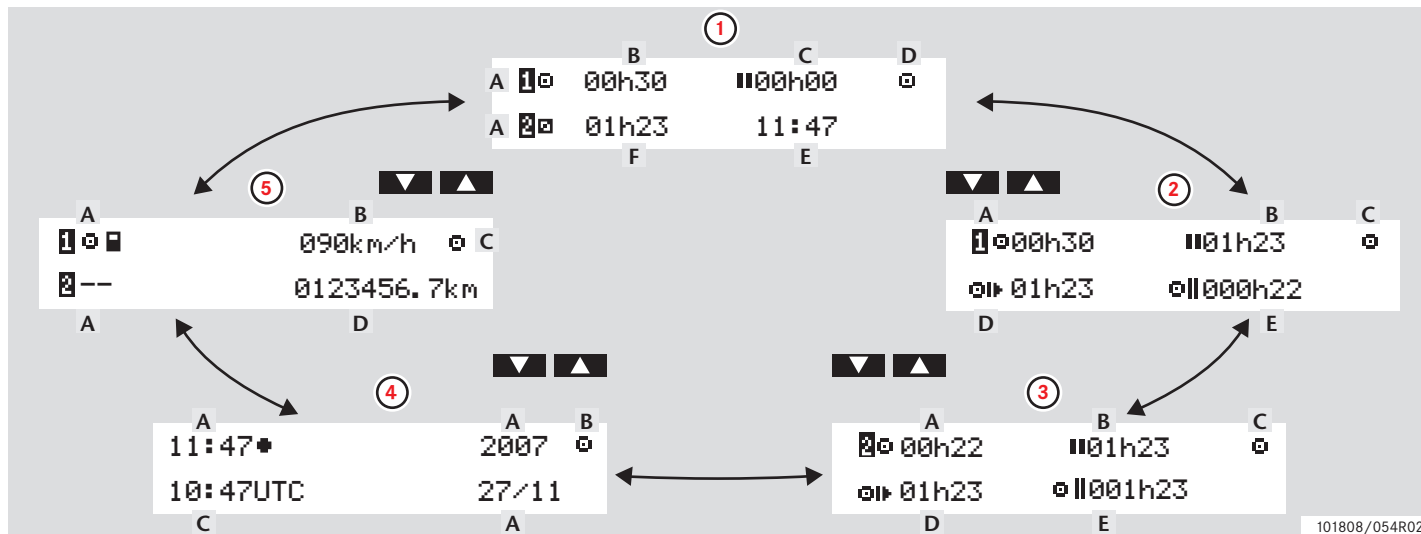 1
B C D
A 1 00h30 00h00
A 2 01h23 11:47
F E
5
A B
1 090km/h C
2 -- 0123456.7km
A D
2
A B C
1 00h30 01h23
01h23 000h22
D E
4
A A B
11:47 2007
10:47UTC 27/11
C A
3
A B C
2 00h22 01h23
01h23 001h23
D E
101808/054R02